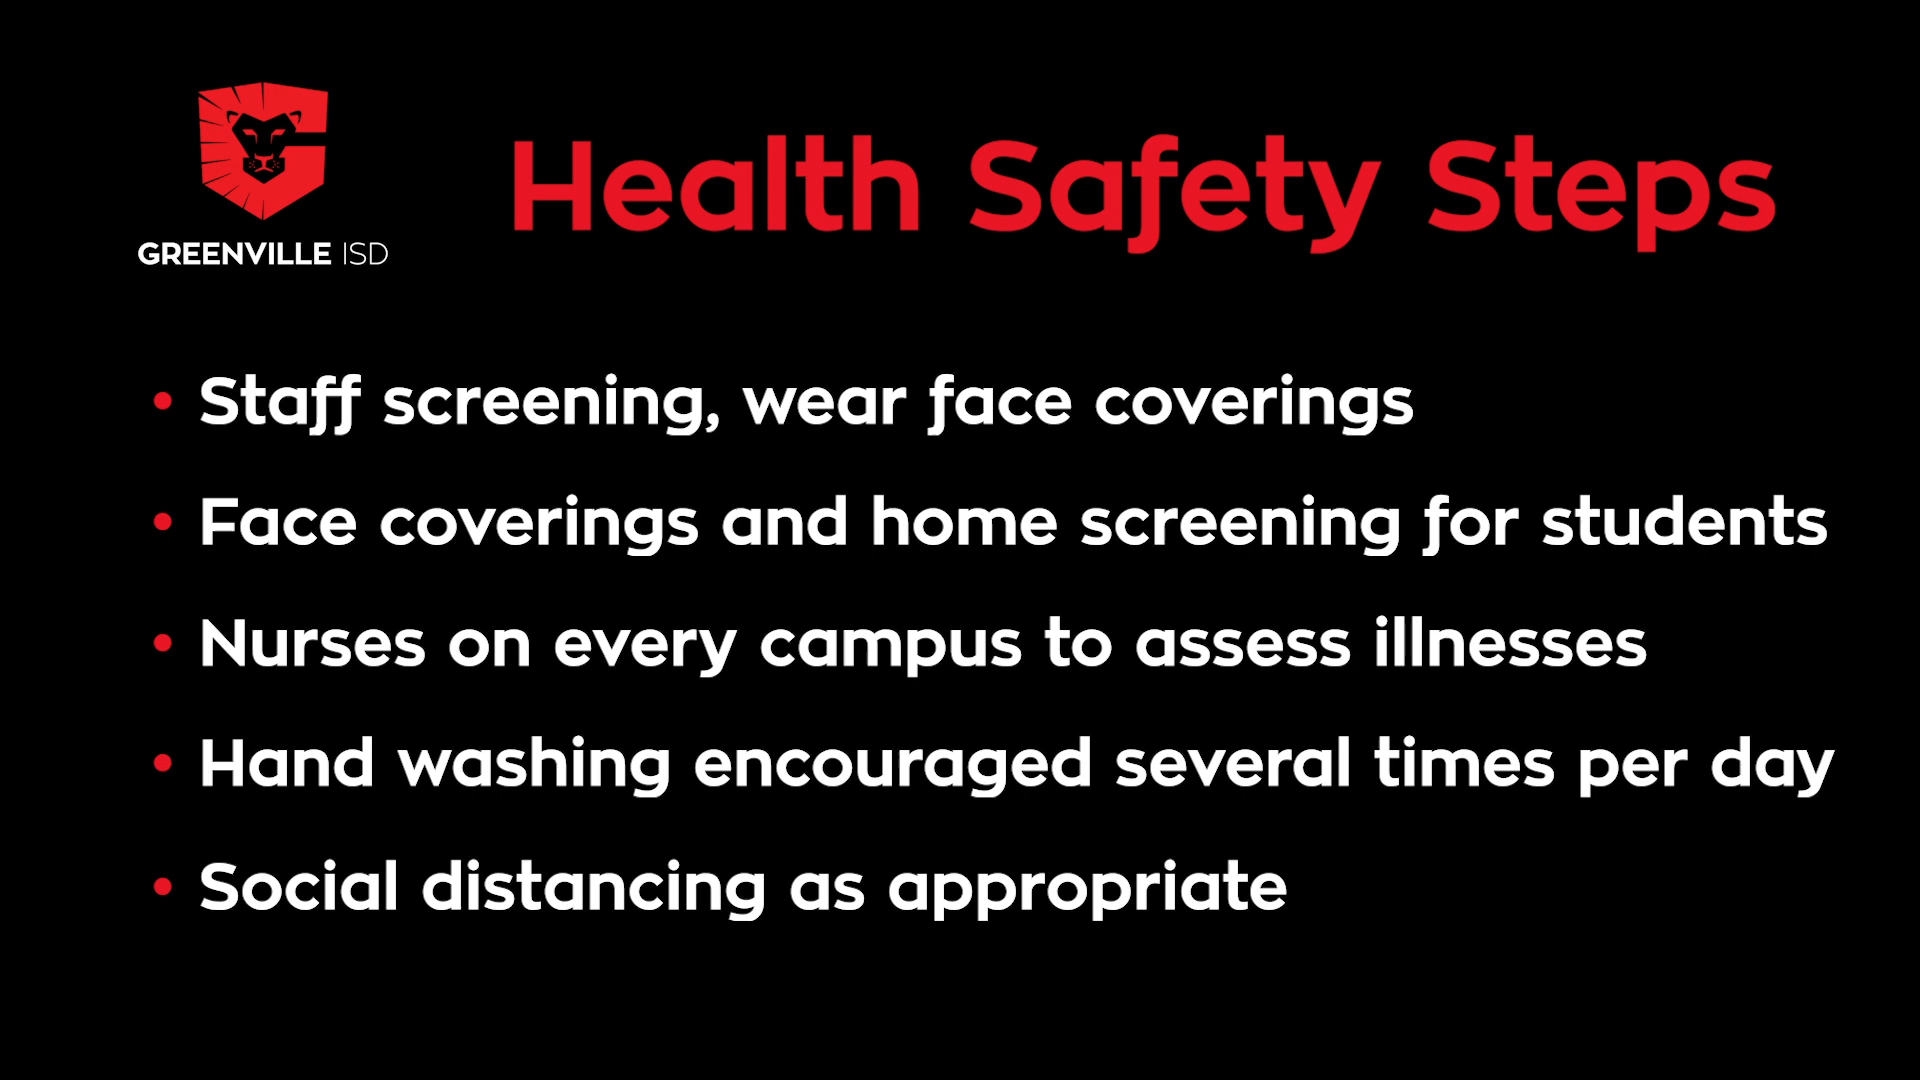 GREENVILLE ISD
Health Safety Steps
• Staff screening, wear face coverings
• Face coverings and home screening for students
• Nurses on every campus to assess illnesses
• Hand washing encouraged several times per day
• Social distancing as appropriate